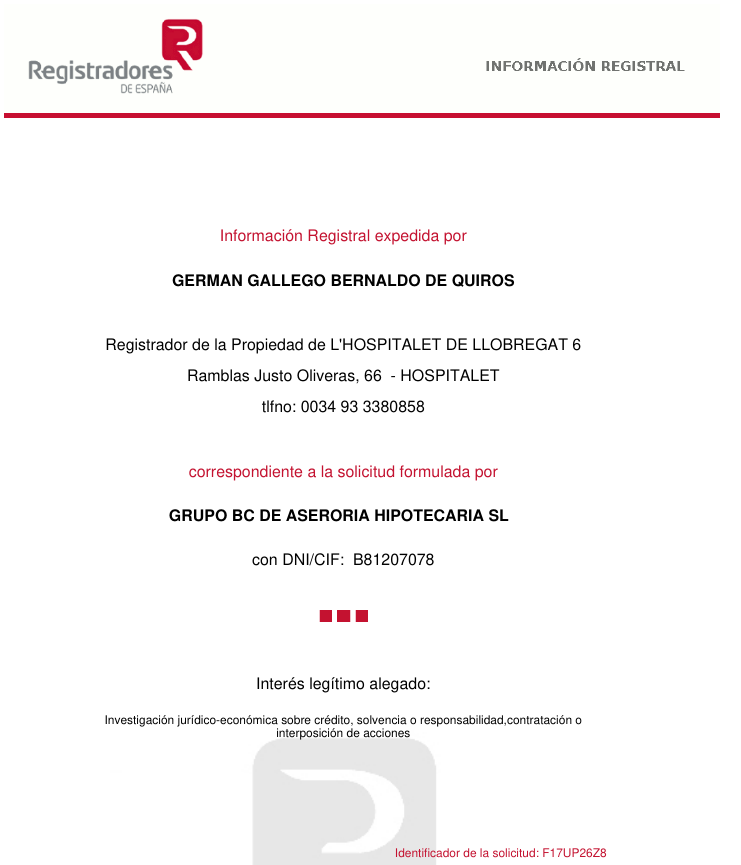 Registradores
DE ESPAÑA
INFORMACIÓN REGISTRAL
Información Registral expedida por
GERMAN GALLEGO BERNALDO DE QUIROS
Registrador de la Propiedad de L'HOSPITALET DE LLOBREGAT 6
Ramblas Justo Oliveras, 66  - HOSPITALET
tlfno: 0034 93 3380858
correspondiente a la solicitud formulada por
GRUPO BC DE ASERORIA HIPOTECARIA SL
con DNI/CIF:  B81207078
Interés legítimo alegado:
Investigación jurídico-económica sobre crédito, solvencia o responsabilidad,contratación o
interposición de acciones
Identificador de la solicitud: F17UP26Z8